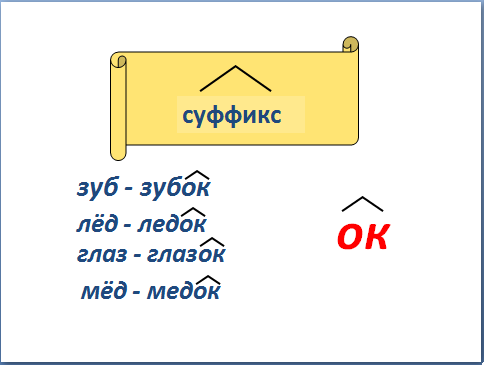 суффикс
зуб - зубок
лёд - ледок
глаз - глазок
мёд - медок
ок